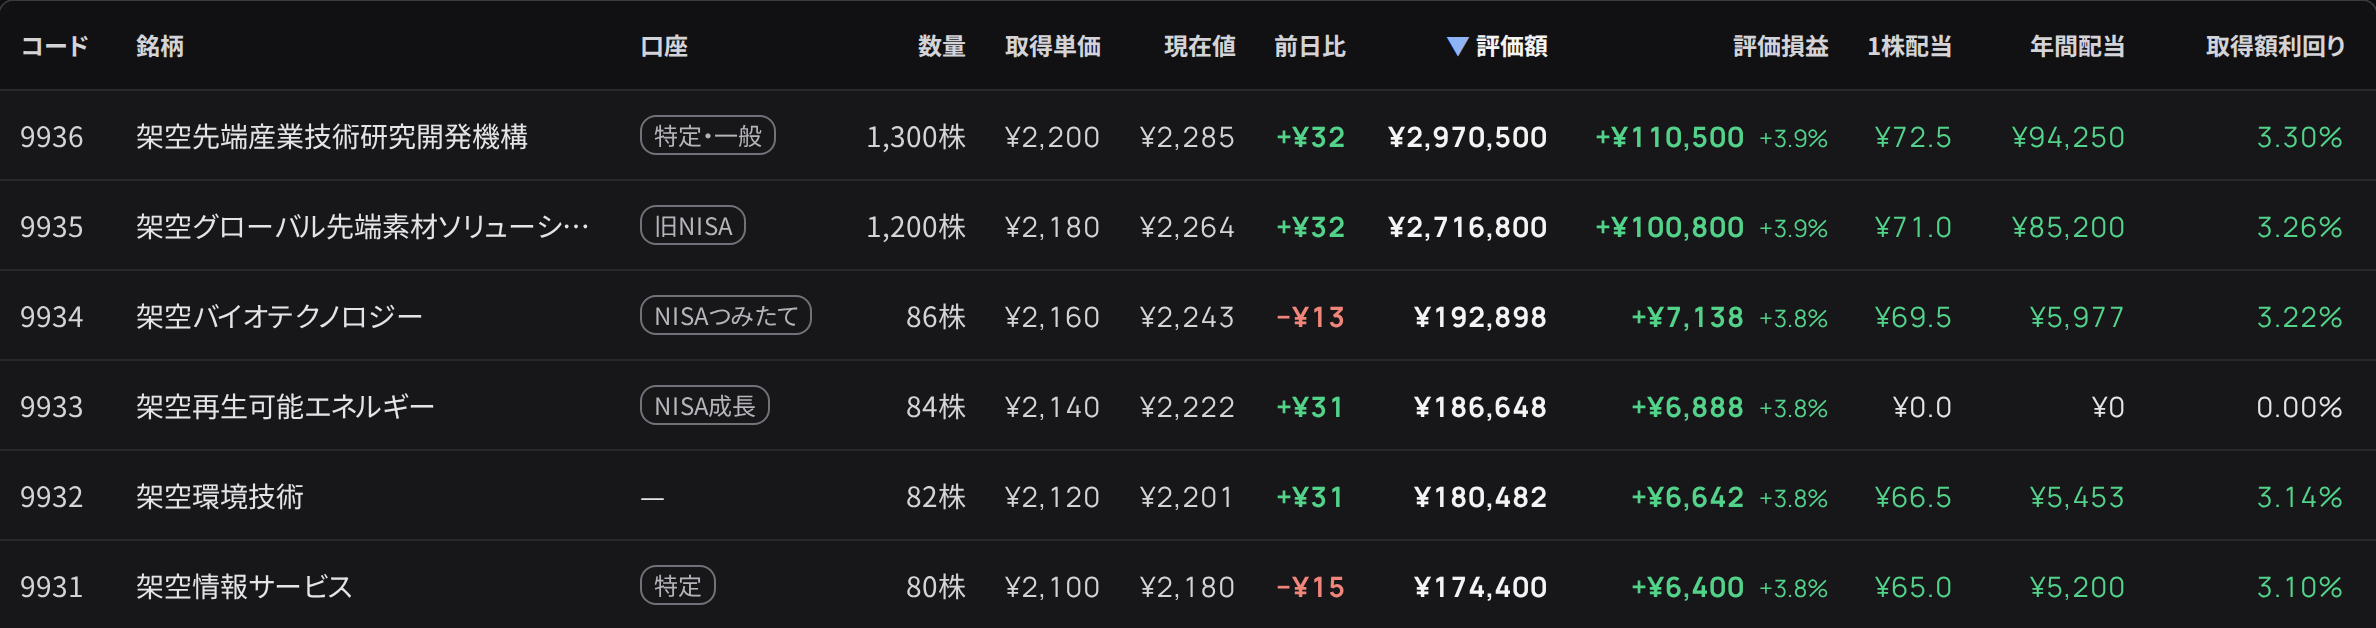 コード 銘柄 口座 数量 取得単価 現在値 前日比 ▼評価額 評価損益 1株配当 年間配当 取得額利回り
9936 架空先端産業技術研究開発機構 特定・一般 1,300株 ¥2,200 ¥2,285 +¥32 ¥2,970,500 +¥110,500 +3.9% ¥72.5 ¥94,250 3.30%
9935 架空グローバル先端素材ソリューシ… 旧NISA 1,200株 ¥2,180 ¥2,264 +¥32 ¥2,716,800 +¥100,800 +3.9% ¥71.0 ¥85,200 3.26%
9934 架空バイオテクノロジー NISAつみたて 86株 ¥2,160 ¥2,243 −¥13 ¥192,898 +¥7,138 +3.8% ¥69.5 ¥5,977 3.22%
9933 架空再生可能エネルギー NISA成長 84株 ¥2,140 ¥2,222 +¥31 ¥186,648 +¥6,888 +3.8% ¥0.0 ¥0 0.00%
9932 架空環境技術 — 82株 ¥2,120 ¥2,201 +¥31 ¥180,482 +¥6,642 +3.8% ¥66.5 ¥5,453 3.14%
9931 架空情報サービス 特定 80株 ¥2,100 ¥2,180 −¥15 ¥174,400 +¥6,400 +3.8% ¥65.0 ¥5,200 3.10%